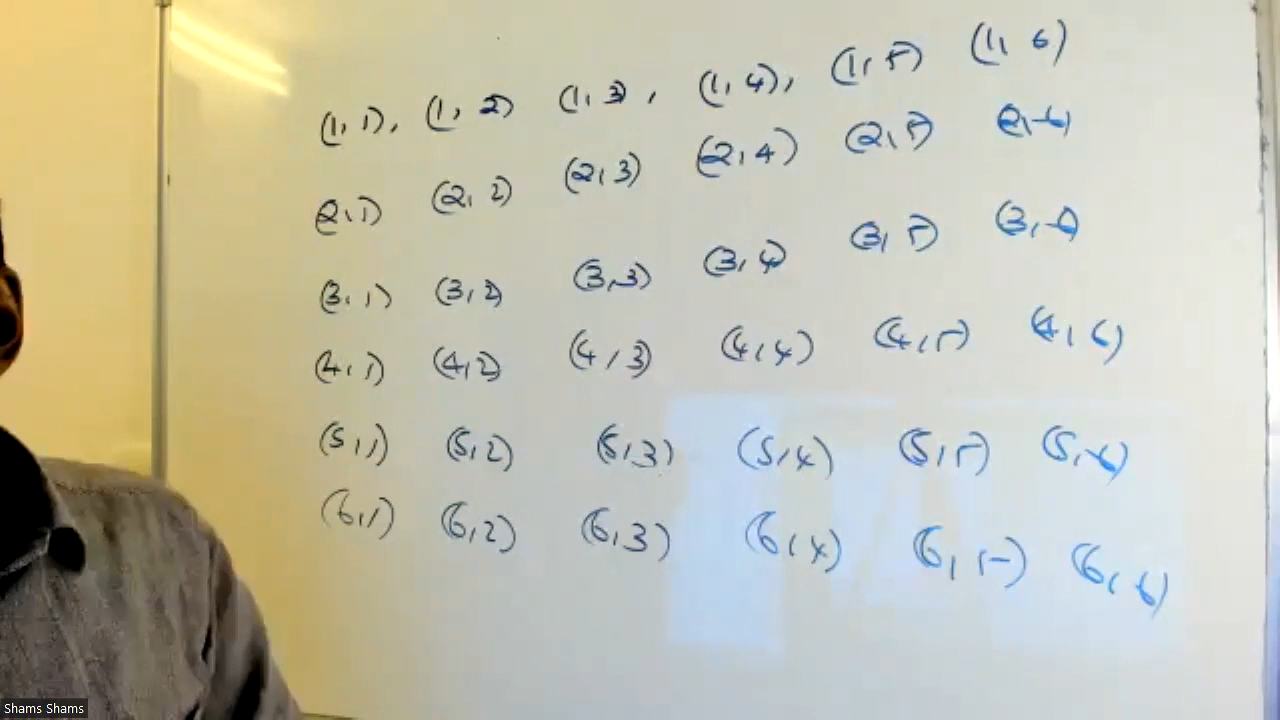 (1, 1), (1, 2) (1, 3), (1, 4), (1, 5) (1, 6)
(2, 1) (2, 2) (2, 3) (2, 4) (2, 5) (2, 6)
(3, 1) (3, 2) (3, 3) (3, 4) (3, 5) (3, 6)
(4, 1) (4, 2) (4, 3) (4, 4) (4, 5) (4, 6)
(5, 1) (5, 2) (5, 3) (5, 4) (5, 5) (5, 6)
(6, 1) (6, 2) (6, 3) (6, 4) (6, 5) (6, 6)
Shams Shams